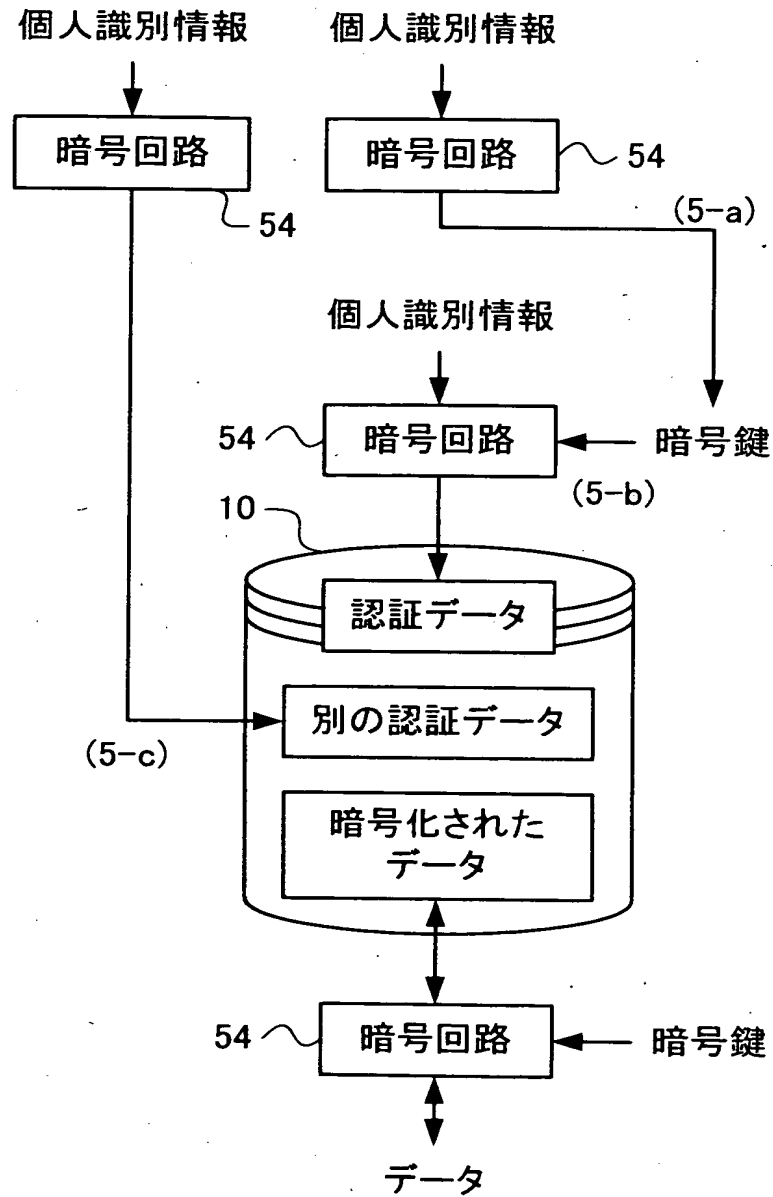 個人識別情報
個人識別情報
暗号回路
暗号回路
54
54
(5-a)
個人識別情報
54
暗号回路
暗号鍵
(5-b)
10
認証データ
別の認証データ
(5-c)
暗号化された
データ
54
暗号回路
暗号鍵
データ